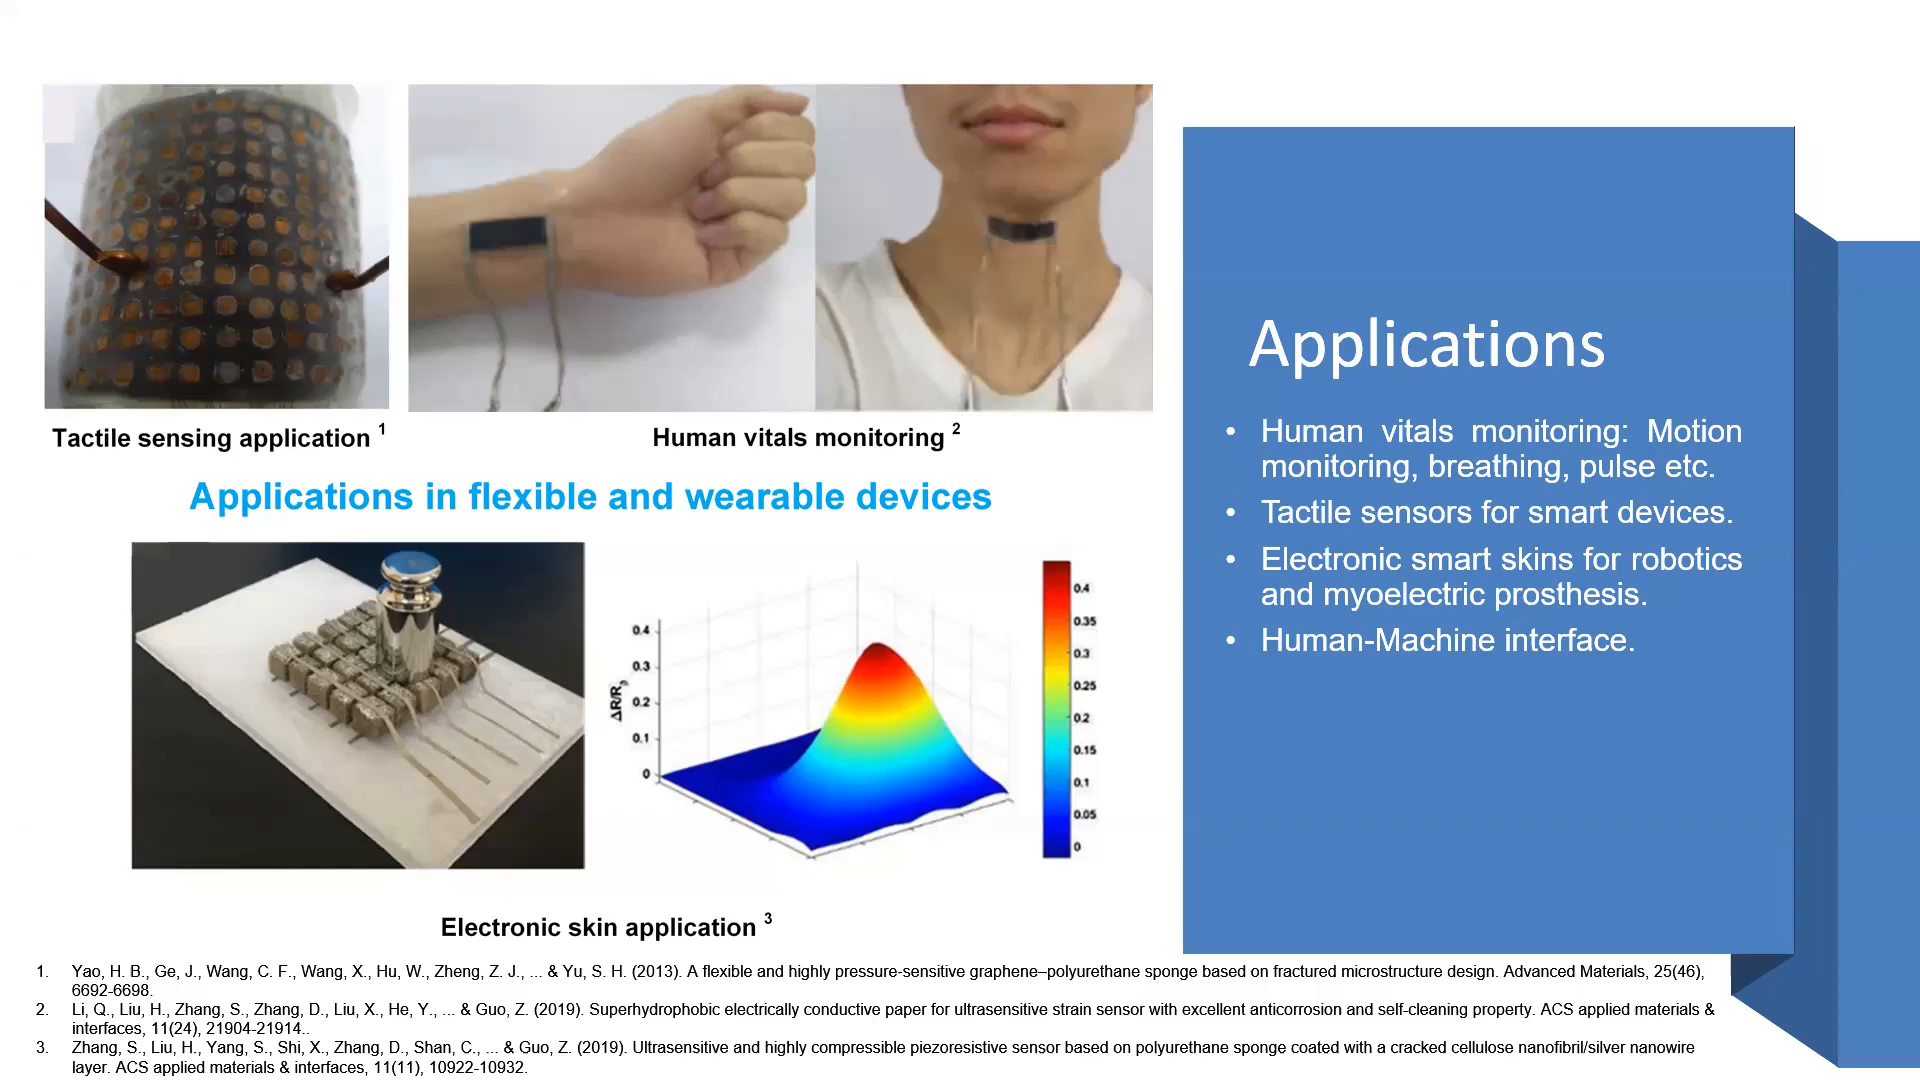 Tactile sensing application 1
Human vitals monitoring 2
Applications in flexible and wearable devices
0.4
0.3
0.2
0.1
0
ΔR/R
0.4
0.35
0.3
0.25
0.2
0.15
0.1
0.05
0
Electronic skin application 3
Applications
• Human vitals monitoring: Motion
monitoring, breathing, pulse etc.
• Tactile sensors for smart devices.
• Electronic smart skins for robotics
and myoelectric prosthesis.
• Human-Machine interface.
1. Yao, H. B., Ge, J., Wang, C. F., Wang, X., Hu, W., Zheng, Z. J., ... & Yu, S. H. (2013). A flexible and highly pressure-sensitive graphene–polyurethane sponge based on fractured microstructure design. Advanced Materials, 25(46),
6692-6698.
2. Li, Q., Liu, H., Zhang, S., Zhang, D., Liu, X., He, Y., ... & Guo, Z. (2019). Superhydrophobic electrically conductive paper for ultrasensitive strain sensor with excellent anticorrosion and self-cleaning property. ACS applied materials &
interfaces, 11(24), 21904-21914..
3. Zhang, S., Liu, H., Yang, S., Shi, X., Zhang, D., Shan, C., ... & Guo, Z. (2019). Ultrasensitive and highly compressible piezoresistive sensor based on polyurethane sponge coated with a cracked cellulose nanofibril/silver nanowire
layer. ACS applied materials & interfaces, 11(11), 10922-10932.